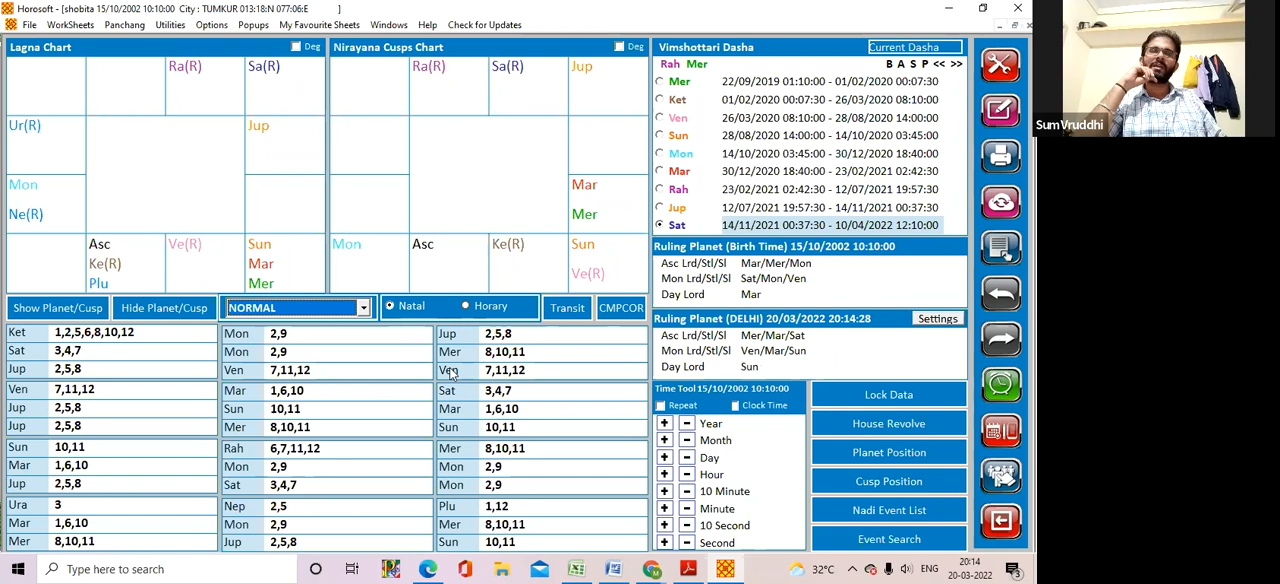 Horosoft - [shobita 15/10/2002 10:10:00 City : TUMKUR 013:18:N 077:06:E ]
File WorkSheets Panchang Utilities Options Popups My Favourite Sheets Windows Help Check for Updates
Lagna Chart Deg Nirayana Cusps Chart Deg Vimshottari Dasha Current Dasha
Ra(R) Sa(R)
Ur(R) Jup
Mon
Ne(R)
Asc Ve(R) Sun
Ke(R) Mar
Plu Mer
Ra(R) Sa(R) Jup
Mar
Mer
Mon Asc Ke(R) Sun
Ve(R)
Rah Mer B A S P << >>
Mer 22/09/2019 01:10:00 - 01/02/2020 00:07:30
Ket 01/02/2020 00:07:30 - 26/03/2020 08:10:00
Ven 26/03/2020 08:10:00 - 28/08/2020 14:00:00
Sun 28/08/2020 14:00:00 - 14/10/2020 03:45:00
Mon 14/10/2020 03:45:00 - 30/12/2020 18:40:00
Mar 30/12/2020 18:40:00 - 23/02/2021 02:42:30
Rah 23/02/2021 02:42:30 - 12/07/2021 19:57:30
Jup 12/07/2021 19:57:30 - 14/11/2021 00:37:30
Sat 14/11/2021 00:37:30 - 10/04/2022 12:10:00
Ruling Planet (Birth Time) 15/10/2002 10:10:00
Asc Lrd/Stl/Sl Mar/Mer/Mon
Mon Lrd/Stl/Sl Sat/Mon/Ven
Day Lord Mar
Show Planet/Cusp Hide Planet/Cusp NORMAL Natal Horary Transit CMPCOR
Ruling Planet (DELHI) 20/03/2022 20:14:28 Settings
Asc Lrd/Stl/Sl Mer/Mar/Sat
Mon Lrd/Stl/Sl Ven/Mar/Sun
Day Lord Sun
Ket 1,2,5,6,8,10,12 Mon 2,9 Jup 2,5,8
Sat 3,4,7 Mon 2,9 Mer 8,10,11
Jup 2,5,8 Ven 7,11,12 Ven 7,11,12
Ven 7,11,12 Mar 1,6,10 Sat 3,4,7
Jup 2,5,8 Sun 10,11 Mar 1,6,10
Jup 2,5,8 Mer 8,10,11 Sun 10,11
Sun 10,11 Rah 6,7,11,12 Mer 8,10,11
Mar 1,6,10 Mon 2,9 Mon 2,9
Jup 2,5,8 Sat 3,4,7 Mon 2,9
Ura 3 Nep 2,5 Plu 1,12
Mar 1,6,10 Mon 2,9 Mer 8,10,11
Mer 8,10,11 Jup 2,5,8 Sun 10,11
Time Tool 15/10/2002 10:10:00
Repeat Clock Time
+ - Year
+ - Month
+ - Day
+ - Hour
+ - 10 Minute
+ - Minute
+ - 10 Second
+ - Second
Lock Data
House Revolve
Planet Position
Cusp Position
Nadi Event List
Event Search
SumVruddhi
Type here to search 32°C ENG 20:14
20-03-2022 3